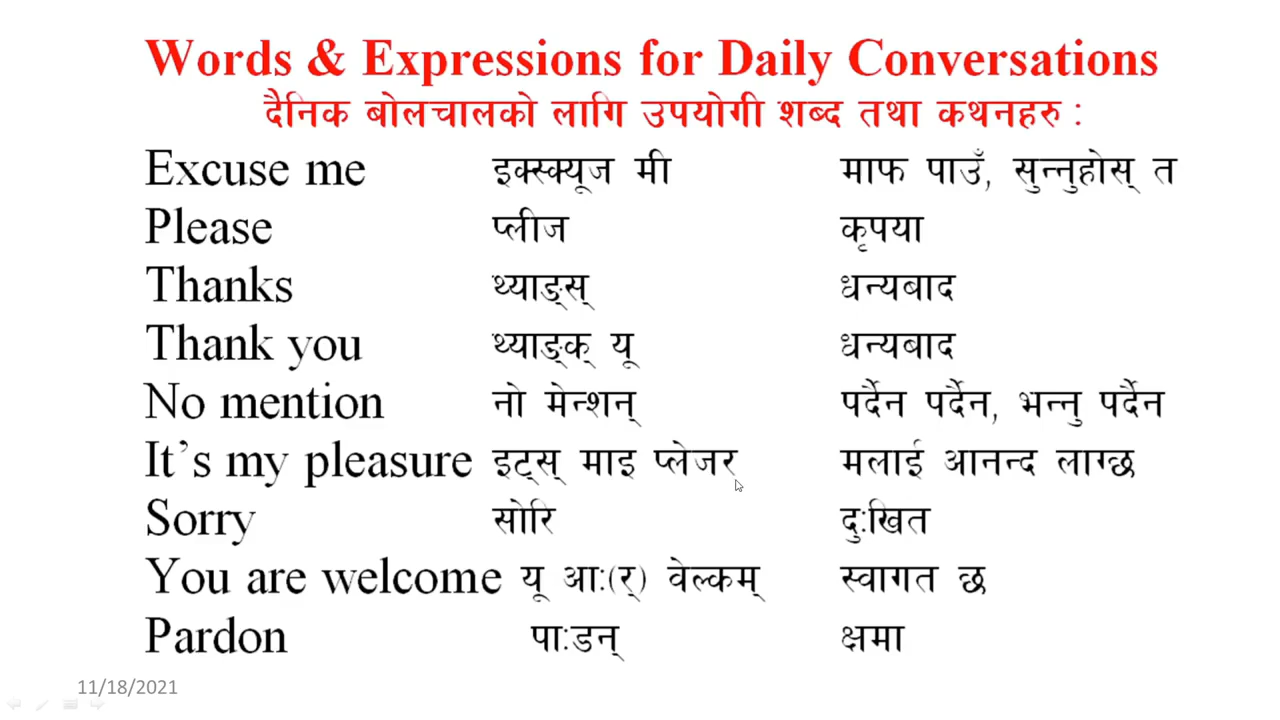 Words & Expressions for Daily Conversations
दैनिक बोलचालको लागि उपयोगी शब्द तथा कथनहरु :
Excuse me इक्स्क्यूज मी माफ पाउँ, सुन्नुहोस् त
Please प्लीज कृपया
Thanks थ्याङ्स् धन्यबाद
Thank you थ्याङ्क् यू धन्यबाद
No mention नो मेन्शन् पर्दैन पर्दैन, भन्नु पर्दैन
It's my pleasure इट्स् माइ प्लेजर मलाई आनन्द लाग्छ
Sorry सोरि दुःखित
You are welcome यू आः(र्) वेल्कम् स्वागत छ
Pardon पाःडन् क्षमा
11/18/2021